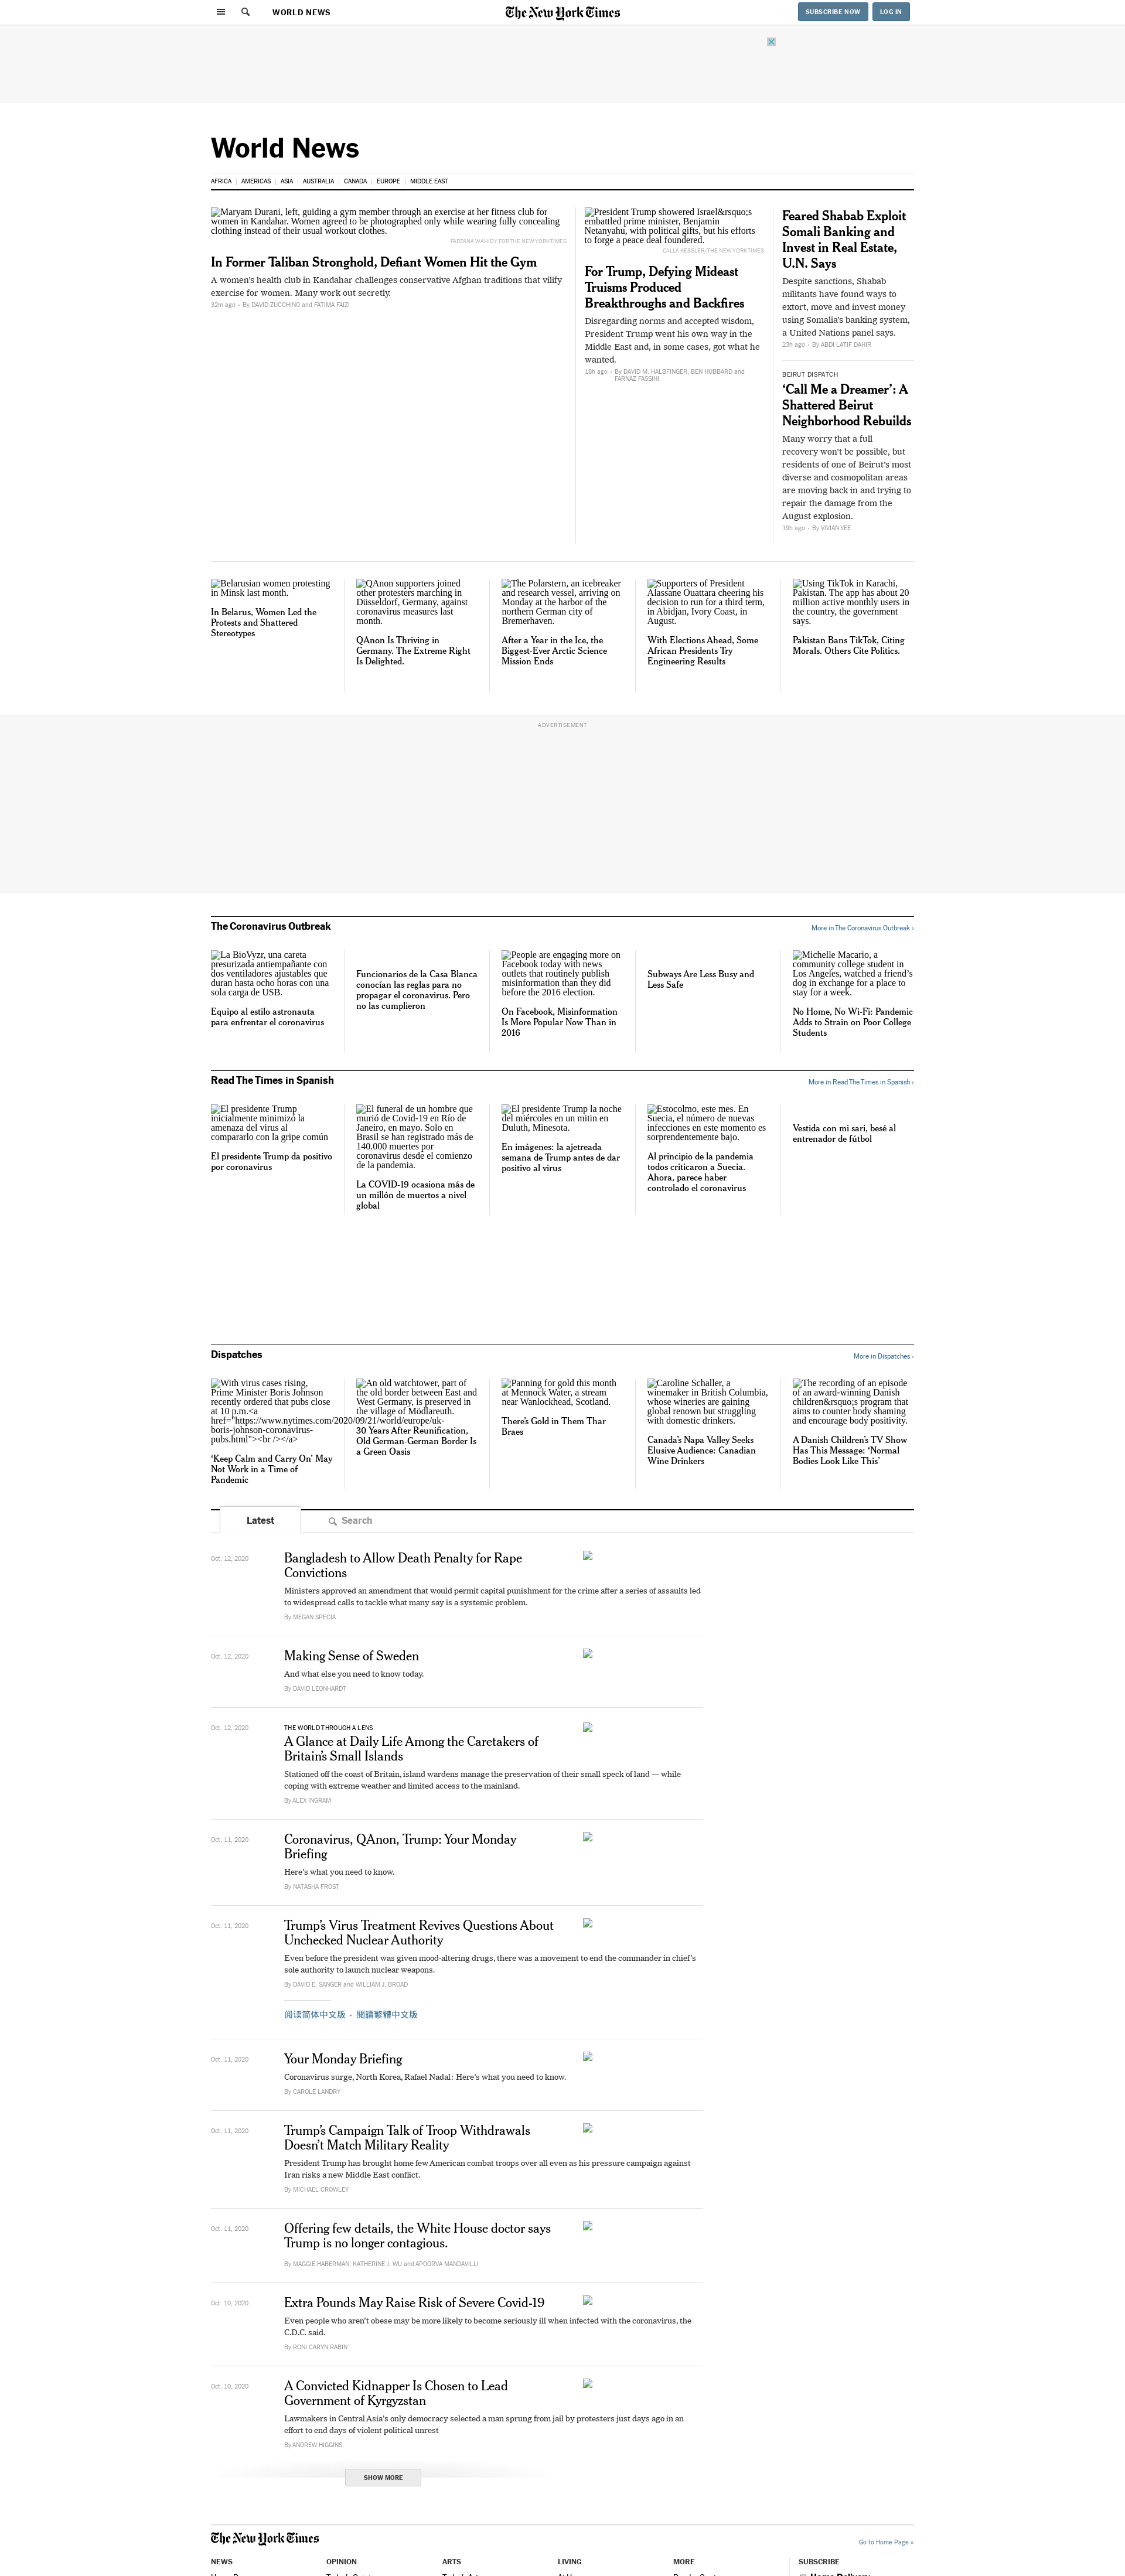 WORLD NEWS
The New York Times
SUBSCRIBE NOW
LOG IN
World News
AFRICA
AMERICAS
ASIA
AUSTRALIA
CANADA
EUROPE
MIDDLE EAST
Maryam Durani, left, guiding a gym member through an exercise at her fitness club for
women in Kandahar. Women agreed to be photographed only while wearing fully concealing
clothing instead of their usual workout clothes.
FARZANA WAHIDY FOR THE NEW YORK TIMES
In Former Taliban Stronghold, Defiant Women Hit the Gym
A women's health club in Kandahar challenges conservative Afghan traditions that vilify
exercise for women. Many work out secretly.
32m ago • By DAVID ZUCCHINO and FATIMA FAIZI
President Trump showered Israel&rsquo;s
embattled prime minister, Benjamin
Netanyahu, with political gifts, but his efforts
to forge a peace deal foundered.
CALLA KESSLER/THE NEW YORK TIMES
For Trump, Defying Mideast
Truisms Produced
Breakthroughs and Backfires
Disregarding norms and accepted wisdom,
President Trump went his own way in the
Middle East and, in some cases, got what he
wanted.
18h ago • By DAVID M. HALBFINGER, BEN HUBBARD and
FARNAZ FASSIHI
Feared Shabab Exploit
Somali Banking and
Invest in Real Estate,
U.N. Says
Despite sanctions, Shabab
militants have found ways to
extort, move and invest money
using Somalia's banking system,
a United Nations panel says.
23h ago • By ABDI LATIF DAHIR
BEIRUT DISPATCH
‘Call Me a Dreamer’: A
Shattered Beirut
Neighborhood Rebuilds
Many worry that a full
recovery won't be possible, but
residents of one of Beirut's most
diverse and cosmopolitan areas
are moving back in and trying to
repair the damage from the
August explosion.
19h ago • By VIVIAN YEE
Belarusian women protesting
in Minsk last month.
In Belarus, Women Led the
Protests and Shattered
Stereotypes
QAnon supporters joined
other protesters marching in
Düsseldorf, Germany, against
coronavirus measures last
month.
QAnon Is Thriving in
Germany. The Extreme Right
Is Delighted.
The Polarstern, an icebreaker
and research vessel, arriving on
Monday at the harbor of the
northern German city of
Bremerhaven.
After a Year in the Ice, the
Biggest-Ever Arctic Science
Mission Ends
Supporters of President
Alassane Ouattara cheering his
decision to run for a third term,
in Abidjan, Ivory Coast, in
August.
With Elections Ahead, Some
African Presidents Try
Engineering Results
Using TikTok in Karachi,
Pakistan. The app has about 20
million active monthly users in
the country, the government
says.
Pakistan Bans TikTok, Citing
Morals. Others Cite Politics.
ADVERTISEMENT
The Coronavirus Outbreak
More in The Coronavirus Outbreak ›
La BioVyzr, una careta
presurizada antiempañante con
dos ventiladores ajustables que
duran hasta ocho horas con una
sola carga de USB.
Equipo al estilo astronauta
para enfrentar el coronavirus
Funcionarios de la Casa Blanca
conocían las reglas para no
propagar el coronavirus. Pero
no las cumplieron
People are engaging more on
Facebook today with news
outlets that routinely publish
misinformation than they did
before the 2016 election.
On Facebook, Misinformation
Is More Popular Now Than in
2016
Subways Are Less Busy and
Less Safe
Michelle Macario, a
community college student in
Los Angeles, watched a friend’s
dog in exchange for a place to
stay for a week.
No Home, No Wi-Fi: Pandemic
Adds to Strain on Poor College
Students
Read The Times in Spanish
More in Read The Times in Spanish ›
El presidente Trump
inicialmente minimizó la
amenaza del virus al
compararlo con la gripe común
El presidente Trump da positivo
por coronavirus
El funeral de un hombre que
murió de Covid-19 en Río de
Janeiro, en mayo. Solo en
Brasil se han registrado más de
140.000 muertes por
coronavirus desde el comienzo
de la pandemia.
La COVID-19 ocasiona más de
un millón de muertos a nivel
global
El presidente Trump la noche
del miércoles en un mitin en
Duluth, Minesota.
En imágenes: la ajetreada
semana de Trump antes de dar
positivo al virus
Estocolmo, este mes. En
Suecia, el número de nuevas
infecciones en este momento es
sorprendentemente bajo.
Al principio de la pandemia
todos criticaron a Suecia.
Ahora, parece haber
controlado el coronavirus
Vestida con mi sari, besé al
entrenador de fútbol
Dispatches
More in Dispatches ›
With virus cases rising,
Prime Minister Boris Johnson
recently ordered that pubs close
at 10 p.m.<a
href="https://www.nytimes.com/2020/09/21/world/europe/uk-
boris-johnson-coronavirus-
pubs.html"><br /></a>
‘Keep Calm and Carry On’ May
Not Work in a Time of
Pandemic
An old watchtower, part of
the old border between East and
West Germany, is preserved in
the village of Mödlareuth.
30 Years After Reunification,
Old German-German Border Is
a Green Oasis
Panning for gold this month
at Mennock Water, a stream
near Wanlockhead, Scotland.
There’s Gold in Them Thar
Braes
Caroline Schaller, a
winemaker in British Columbia,
whose wineries are gaining
global renown but struggling
with domestic drinkers.
Canada’s Napa Valley Seeks
Elusive Audience: Canadian
Wine Drinkers
The recording of an episode
of an award-winning Danish
children&rsquo;s program that
aims to counter body shaming
and encourage body positivity.
A Danish Children’s TV Show
Has This Message: ‘Normal
Bodies Look Like This’
Latest
Search
Oct. 12, 2020
Bangladesh to Allow Death Penalty for Rape
Convictions
Ministers approved an amendment that would permit capital punishment for the crime after a series of assaults led
to widespread calls to tackle what many say is a systemic problem.
By MEGAN SPECIA
Oct. 12, 2020
Making Sense of Sweden
And what else you need to know today.
By DAVID LEONHARDT
Oct. 12, 2020
THE WORLD THROUGH A LENS
A Glance at Daily Life Among the Caretakers of
Britain’s Small Islands
Stationed off the coast of Britain, island wardens manage the preservation of their small speck of land — while
coping with extreme weather and limited access to the mainland.
By ALEX INGRAM
Oct. 11, 2020
Coronavirus, QAnon, Trump: Your Monday
Briefing
Here's what you need to know.
By NATASHA FROST
Oct. 11, 2020
Trump’s Virus Treatment Revives Questions About
Unchecked Nuclear Authority
Even before the president was given mood-altering drugs, there was a movement to end the commander in chief's
sole authority to launch nuclear weapons.
By DAVID E. SANGER and WILLIAM J. BROAD
阅读简体中文版 • 閱讀繁體中文版
Oct. 11, 2020
Your Monday Briefing
Coronavirus surge, North Korea, Rafael Nadal: Here's what you need to know.
By CAROLE LANDRY
Oct. 11, 2020
Trump’s Campaign Talk of Troop Withdrawals
Doesn’t Match Military Reality
President Trump has brought home few American combat troops over all even as his pressure campaign against
Iran risks a new Middle East conflict.
By MICHAEL CROWLEY
Oct. 11, 2020
Offering few details, the White House doctor says
Trump is no longer contagious.
By MAGGIE HABERMAN, KATHERINE J. WU and APOORVA MANDAVILLI
Oct. 10, 2020
Extra Pounds May Raise Risk of Severe Covid-19
Even people who aren't obese may be more likely to become seriously ill when infected with the coronavirus, the
C.D.C. said.
By RONI CARYN RABIN
Oct. 10, 2020
A Convicted Kidnapper Is Chosen to Lead
Government of Kyrgyzstan
Lawmakers in Central Asia's only democracy selected a man sprung from jail by protesters just days ago in an
effort to end days of violent political unrest
By ANDREW HIGGINS
SHOW MORE
The New York Times
Go to Home Page »
NEWS
OPINION
ARTS
LIVING
MORE
SUBSCRIBE